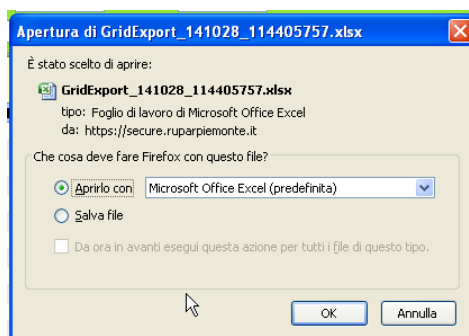 Apertura di GridExport_141028_114405757.xlsx
È stato scelto di aprire:
GridExport_141028_114405757.xlsx
tipo: Foglio di lavoro di Microsoft Office Excel
da: https://secure.ruparpiemonte.it
Che cosa deve fare Firefox con questo file?
Aprirlo con Microsoft Office Excel (predefinita)
Salva file
Da ora in avanti esegui questa azione per tutti i file di questo tipo.
OK Annulla